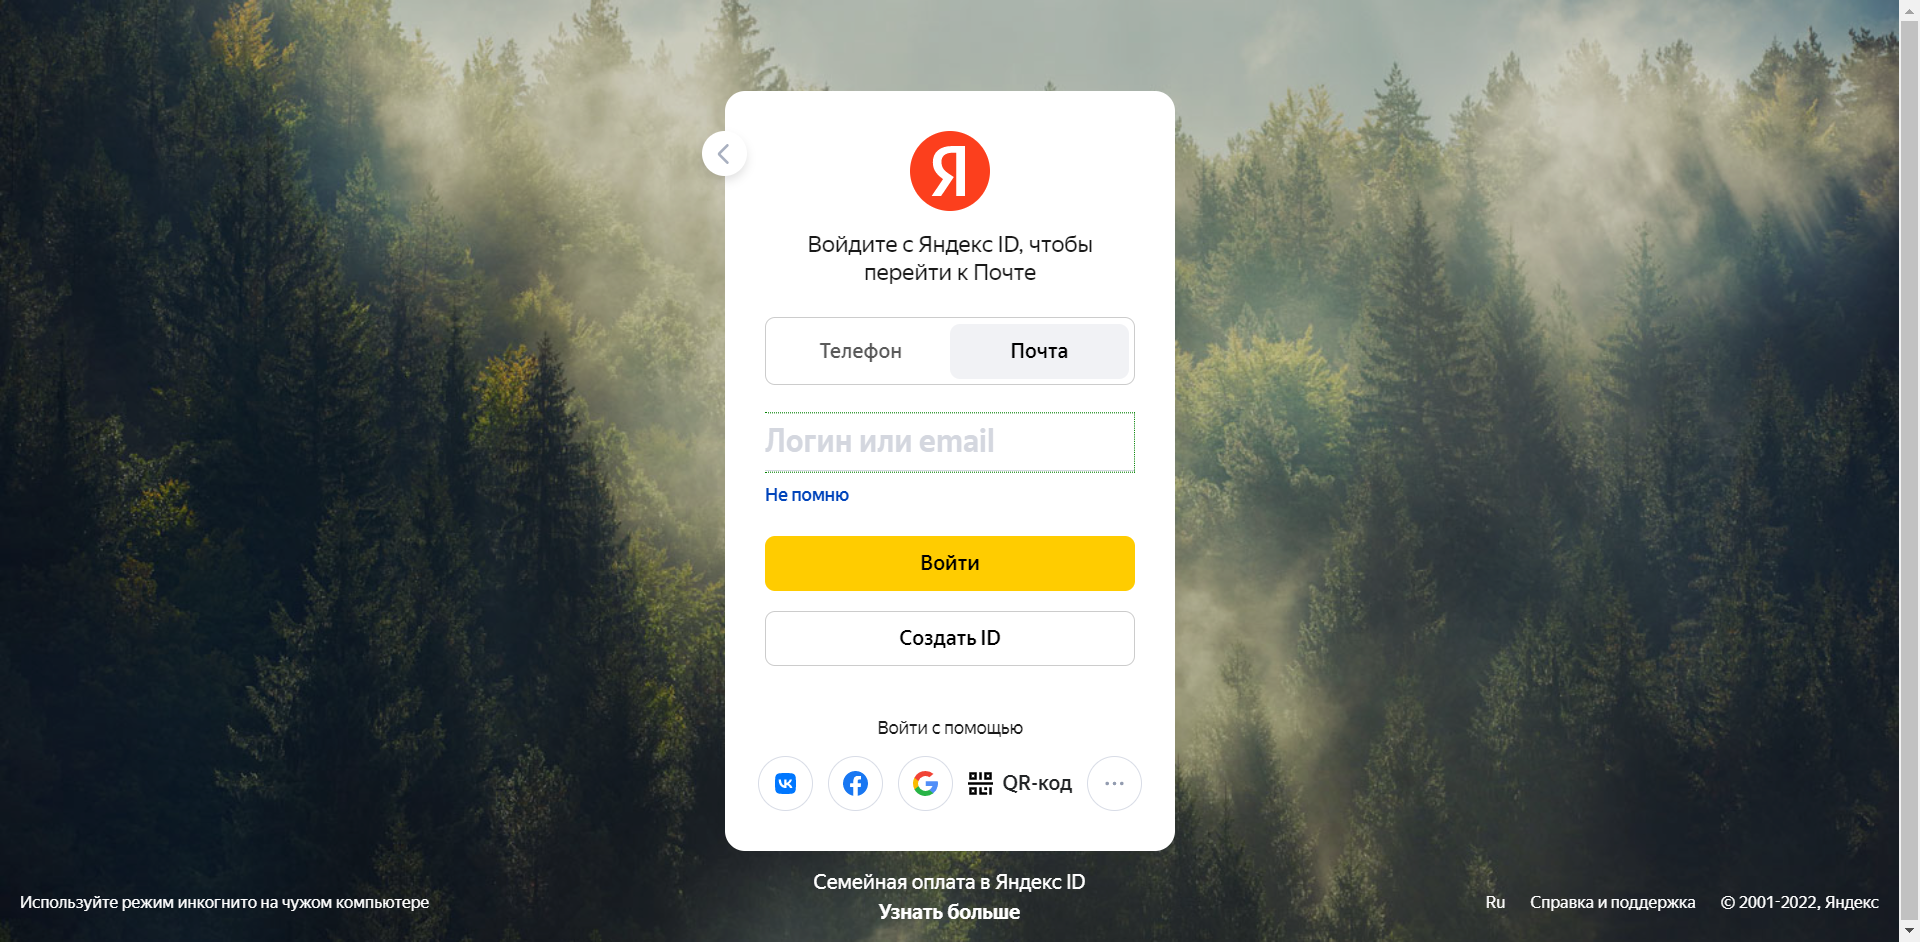 Я
Войдите с Яндекс ID, чтобы
перейти к Почте
Телефон
Почта
Логин или email
Не помню
Войти
Создать ID
Войти с помощью
QR-код
Семейная оплата в Яндекс ID
Узнать больше
Используйте режим инкогнито на чужом компьютере
Ru
Справка и поддержка
© 2001-2022, Яндекс